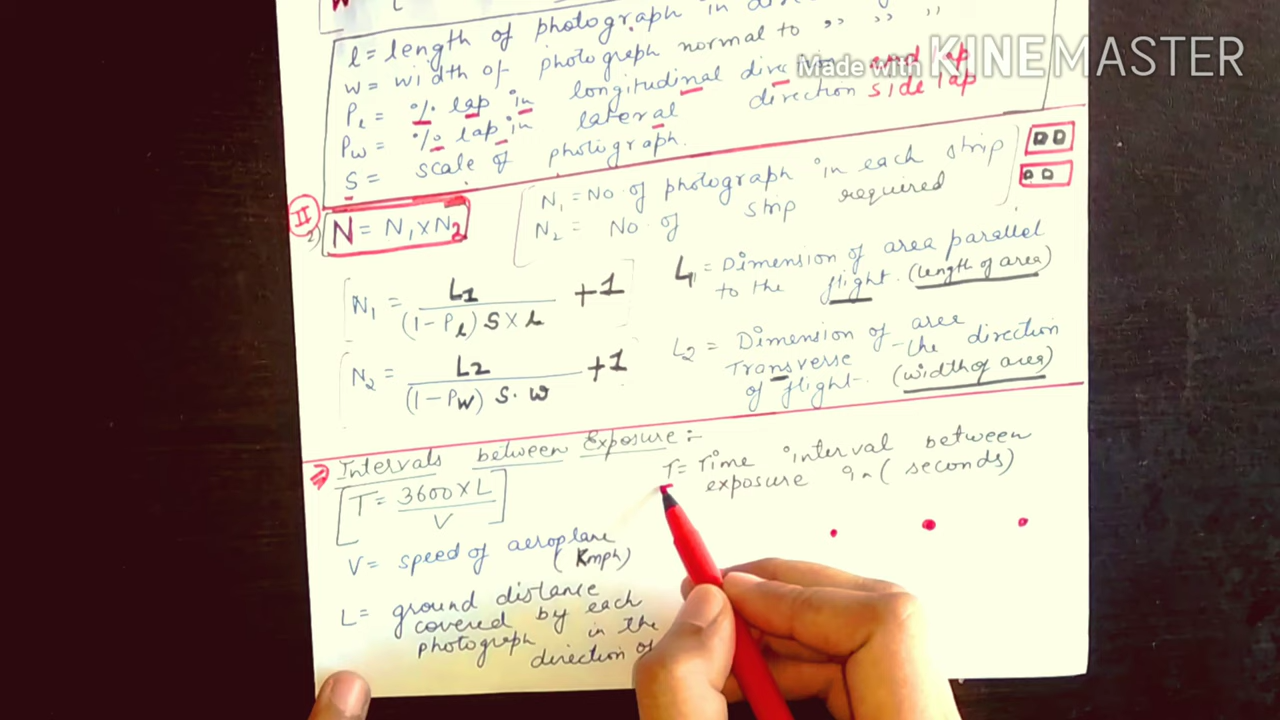 l = length of photograph in
w = width of photograph normal to ,, ,, ,,
Pl = % lap in longitudinal direction end lap
Pw = % lap in lateral direction side lap
S = scale of photograph.
Made with KINEMASTER
II
2) N = N1 x N2
N1 = No. of photograph in each strip
N2 = No. of strip required
N1 = L1 / (1 - Pl) S x l + 1
L1 = Dimension of area parallel
to the flight. (length of area)
N2 = L2 / (1 - Pw) S . w + 1
L2 = Dimension of area
Transverse - the direction
of flight. (width of area)
Intervals between Exposure :-
T = 3600 x L / V
T = Time interval between
exposure in (seconds)
V = speed of aeroplane
(Kmph)
L = ground distance
covered by each
photograph in the
direction of